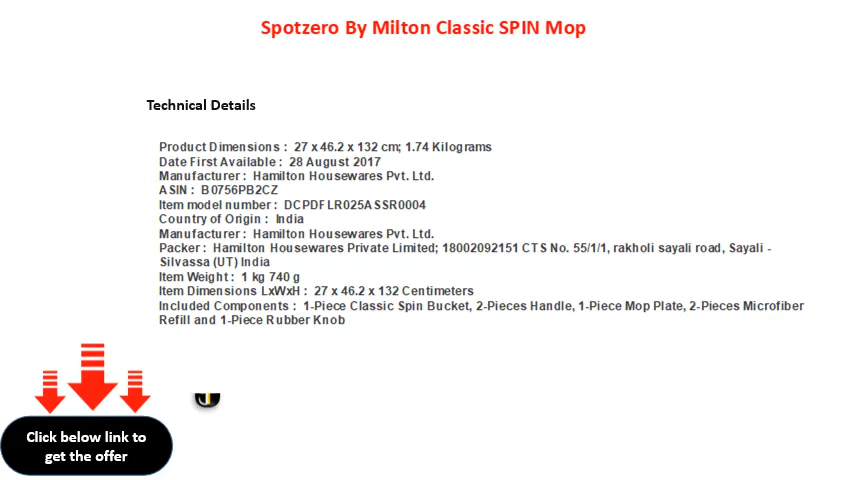 Spotzero By Milton Classic SPIN Mop
Technical Details
Product Dimensions : 27 x 46.2 x 132 cm; 1.74 Kilograms
Date First Available : 28 August 2017
Manufacturer : Hamilton Housewares Pvt. Ltd.
ASIN : B0756PB2CZ
Item model number : DCPDFLR025ASSR0004
Country of Origin : India
Manufacturer : Hamilton Housewares Pvt. Ltd.
Packer : Hamilton Housewares Private Limited; 18002092151 CTS No. 55/1/1, rakholi sayali road, Sayali -
Silvassa (UT) India
Item Weight : 1 kg 740 g
Item Dimensions LxWxH : 27 x 46.2 x 132 Centimeters
Included Components : 1-Piece Classic Spin Bucket, 2-Pieces Handle, 1-Piece Mop Plate, 2-Pieces Microfiber
Refill and 1-Piece Rubber Knob
Click below link to
get the offer